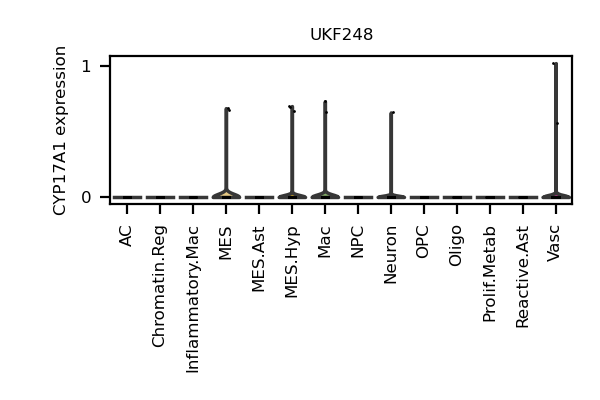 UKF248
CYP17A1 expression
1
0
AC
Chromatin.Reg
Inflammatory.Mac
MES
MES.Ast
MES.Hyp
Mac
NPC
Neuron
OPC
Oligo
Prolif.Metab
Reactive.Ast
Vasc